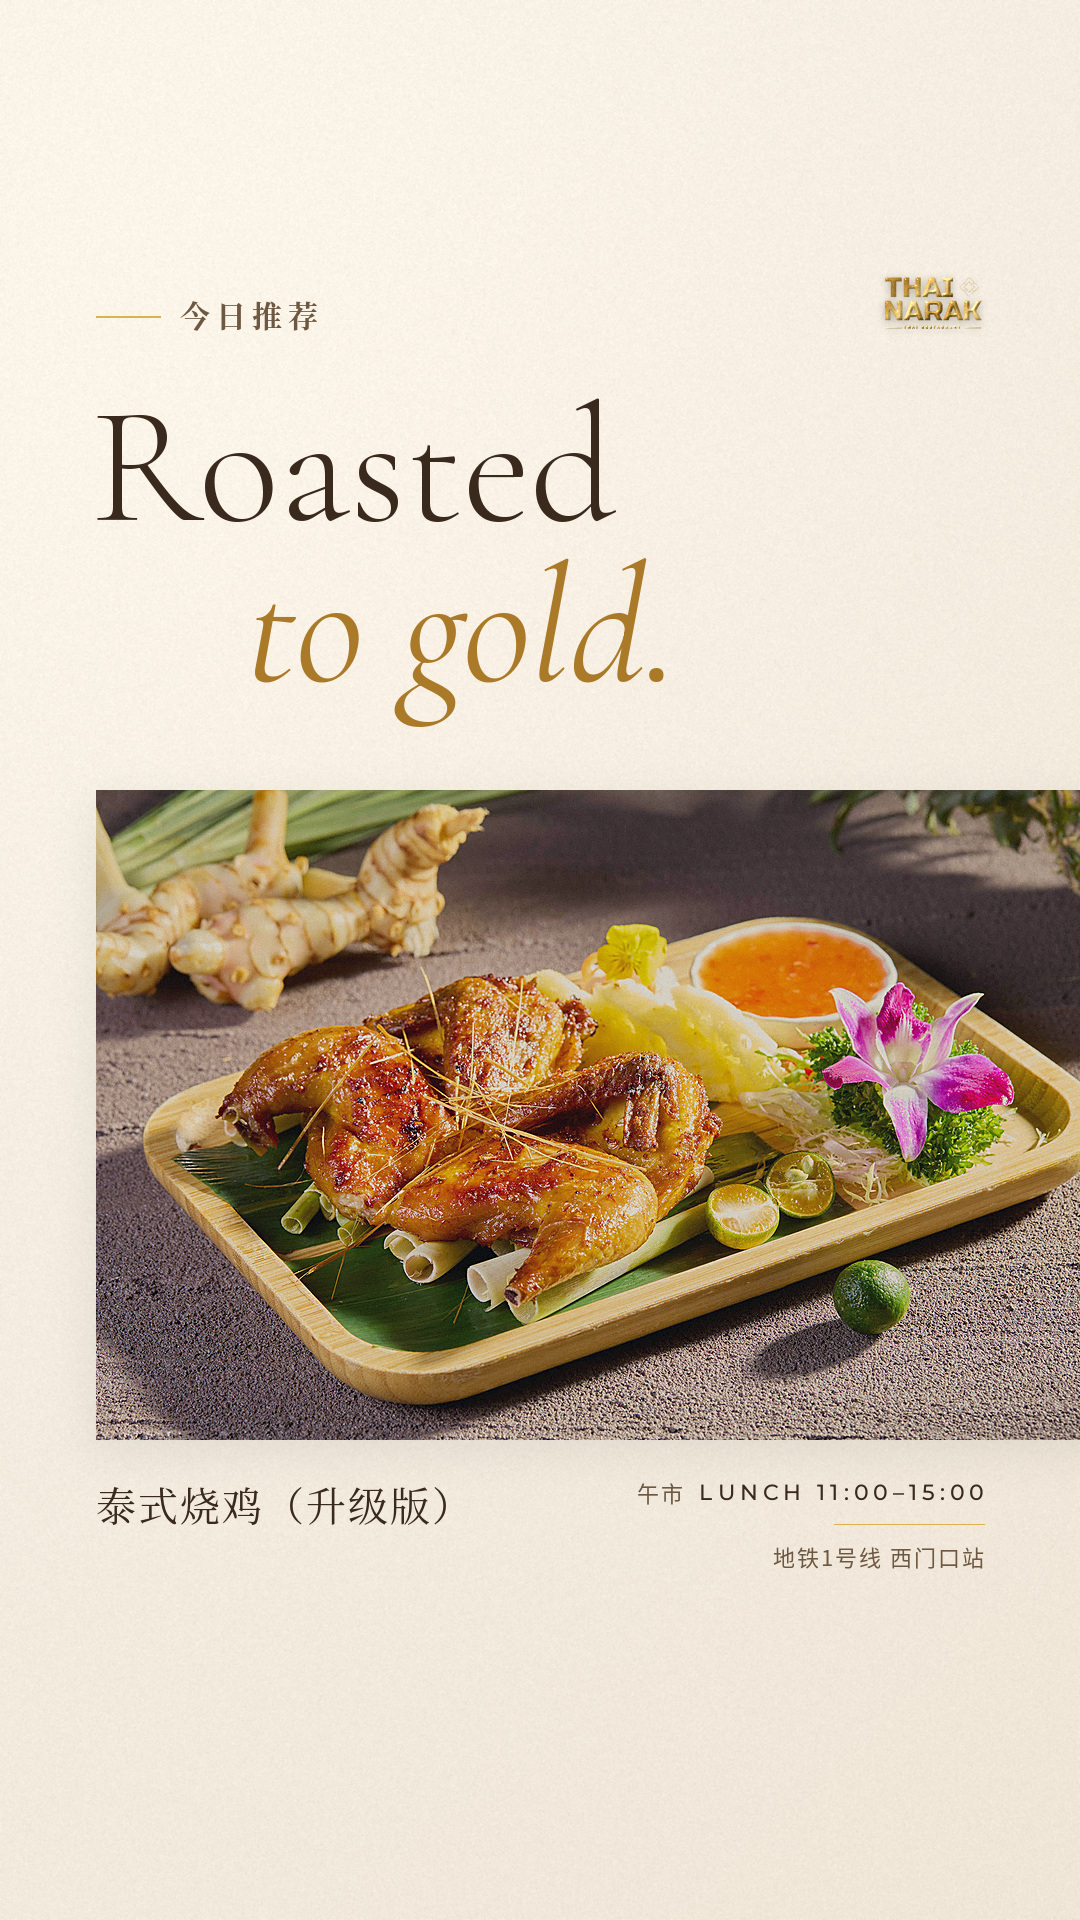 今日推荐
THAI
NARAK
Roasted
to gold.
泰式烧鸡（升级版）
午市 LUNCH 11:00–15:00
地铁1号线 西门口站